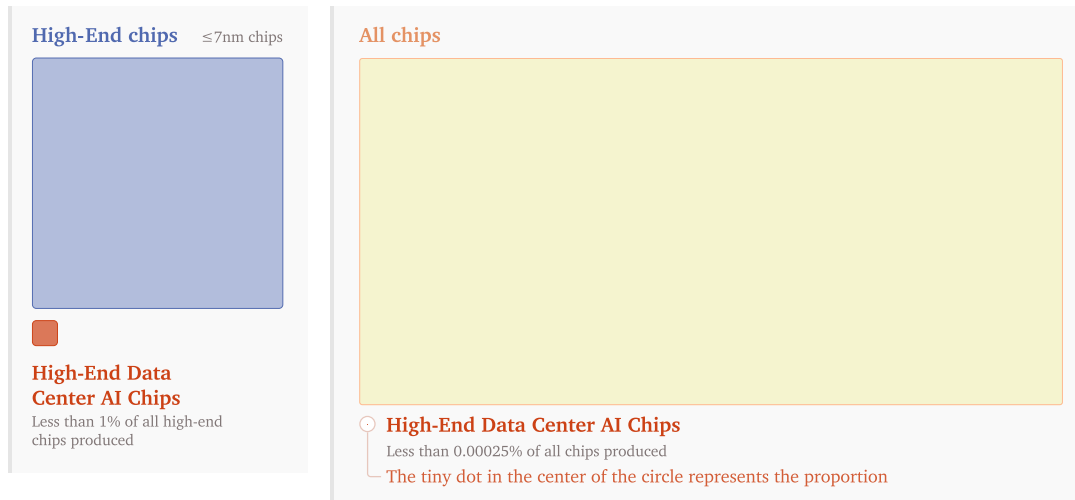 High-End chips ≤7nm chips
High-End Data
Center AI Chips
Less than 1% of all high-end
chips produced
All chips
High-End Data Center AI Chips
Less than 0.00025% of all chips produced
The tiny dot in the center of the circle represents the proportion